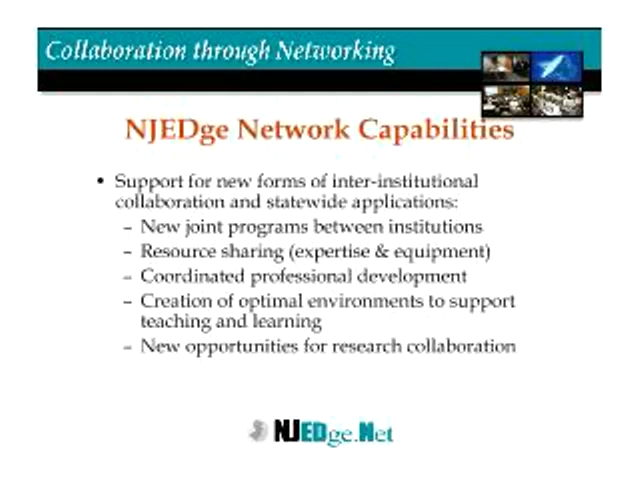 Collaboration through Networking
NJEDge Network Capabilities
• Support for new forms of inter-institutional
collaboration and statewide applications:
– New joint programs between institutions
– Resource sharing (expertise & equipment)
– Coordinated professional development
– Creation of optimal environments to support
teaching and learning
– New opportunities for research collaboration
NJEDge.Net